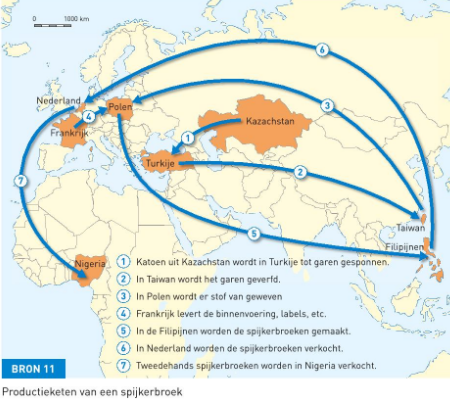 0 1000 km
6
Nederland
Polen
4
3
Frankrijk
1
Kazachstan
Turkije
2
7
Taiwan
5
Filipijnen
Nigeria
1 Katoen uit Kazachstan wordt in Turkije tot garen gesponnen.
2 In Taiwan wordt het garen geverfd.
3 In Polen wordt er stof van geweven
4 Frankrijk levert de binnenvoering, labels, etc.
5 In de Filipijnen worden de spijkerbroeken gemaakt.
6 In Nederland worden de spijkerbroeken verkocht.
7 Tweedehands spijkerbroeken worden in Nigeria verkocht.
BRON 11
Productieketen van een spijkerbroek